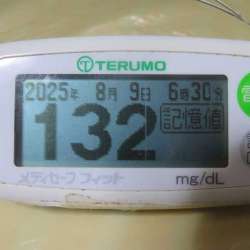 TERUMO
2025年 8月 9日 6時30分
132 記憶値
メディセーフ フィット mg/dL